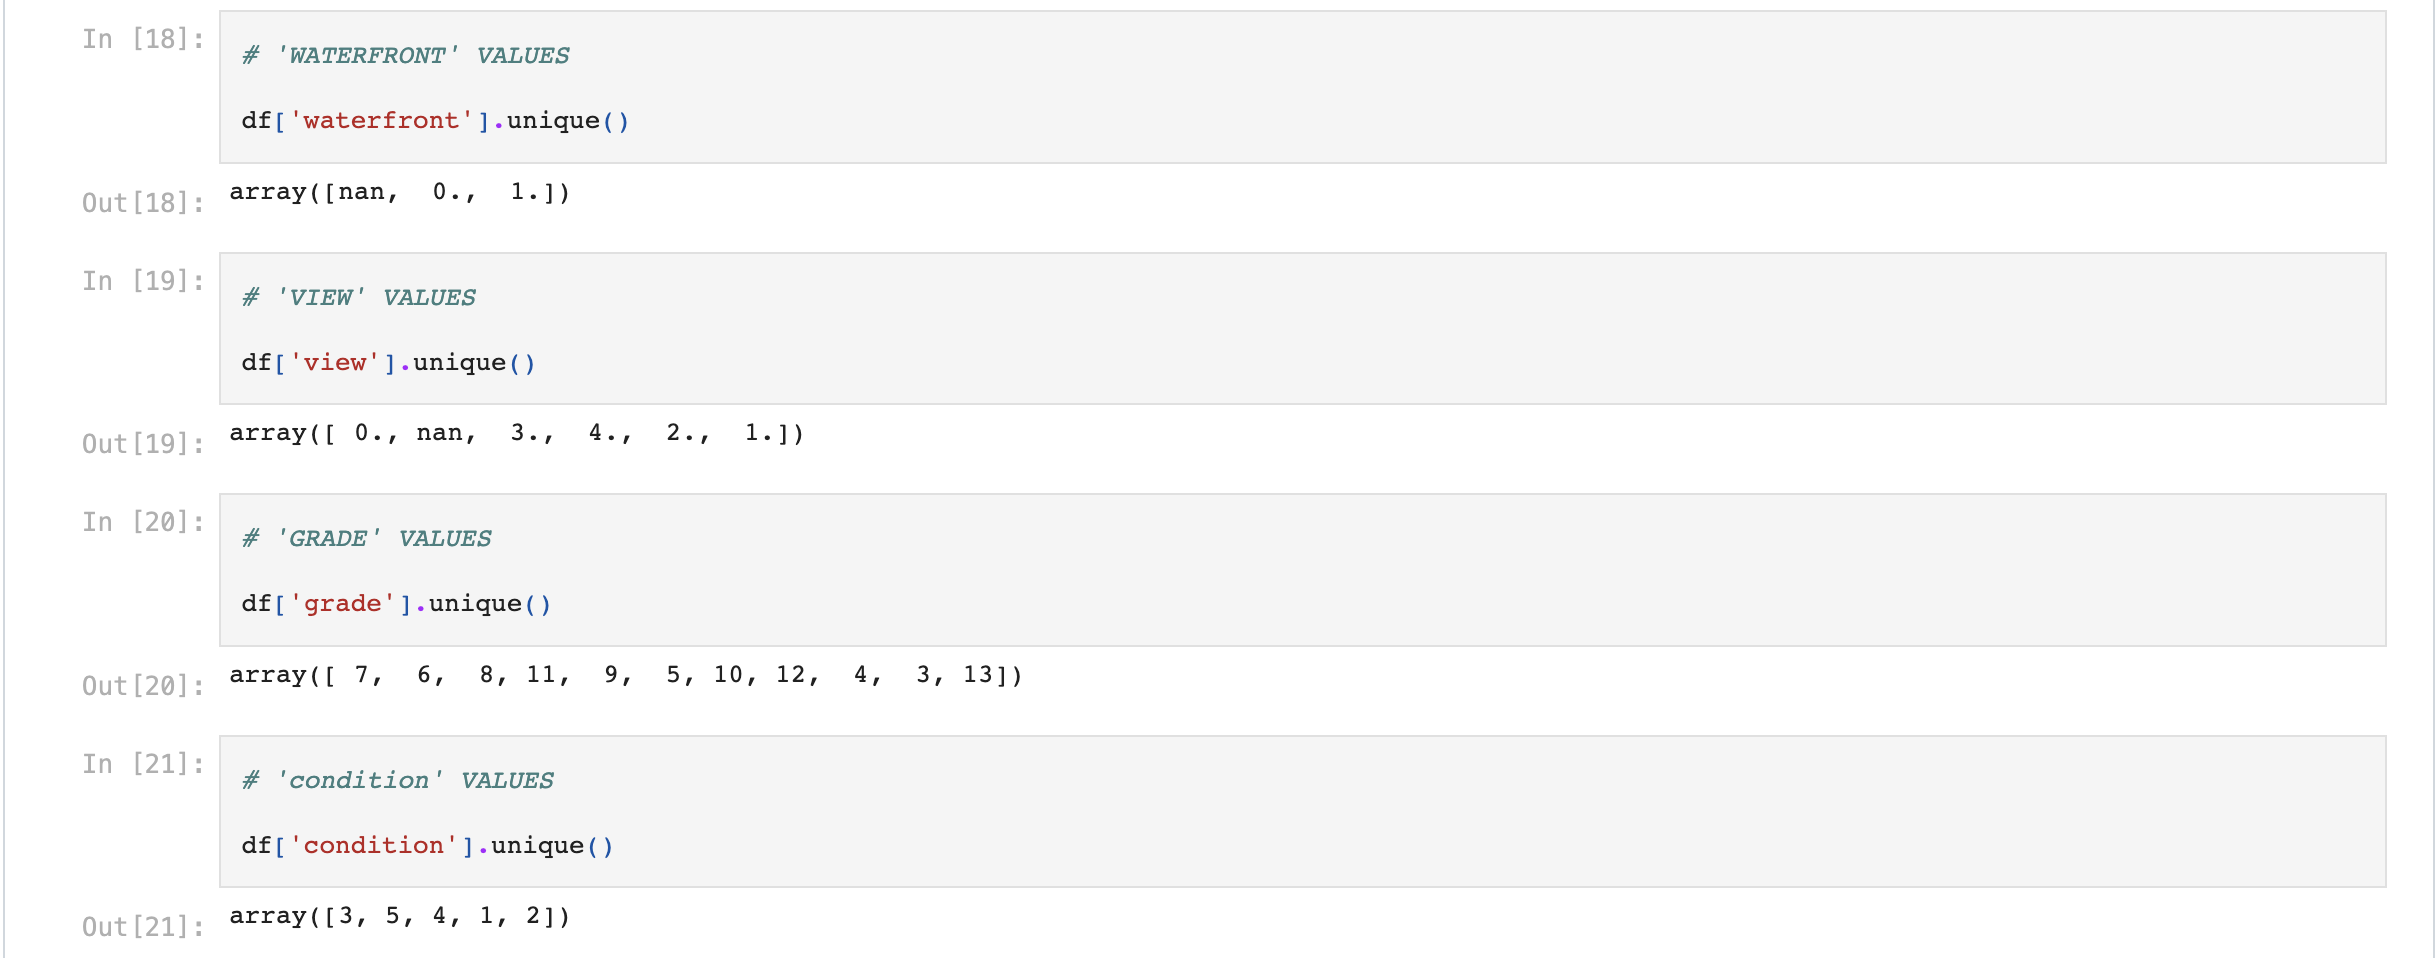 In [18]:
# 'WATERFRONT' VALUES
df['waterfront'].unique()
Out[18]:
array([nan,  0.,  1.])
In [19]:
# 'VIEW' VALUES
df['view'].unique()
Out[19]:
array([ 0., nan,  3.,  4.,  2.,  1.])
In [20]:
# 'GRADE' VALUES
df['grade'].unique()
Out[20]:
array([ 7,  6,  8, 11,  9,  5, 10, 12,  4,  3, 13])
In [21]:
# 'condition' VALUES
df['condition'].unique()
Out[21]:
array([3, 5, 4, 1, 2])